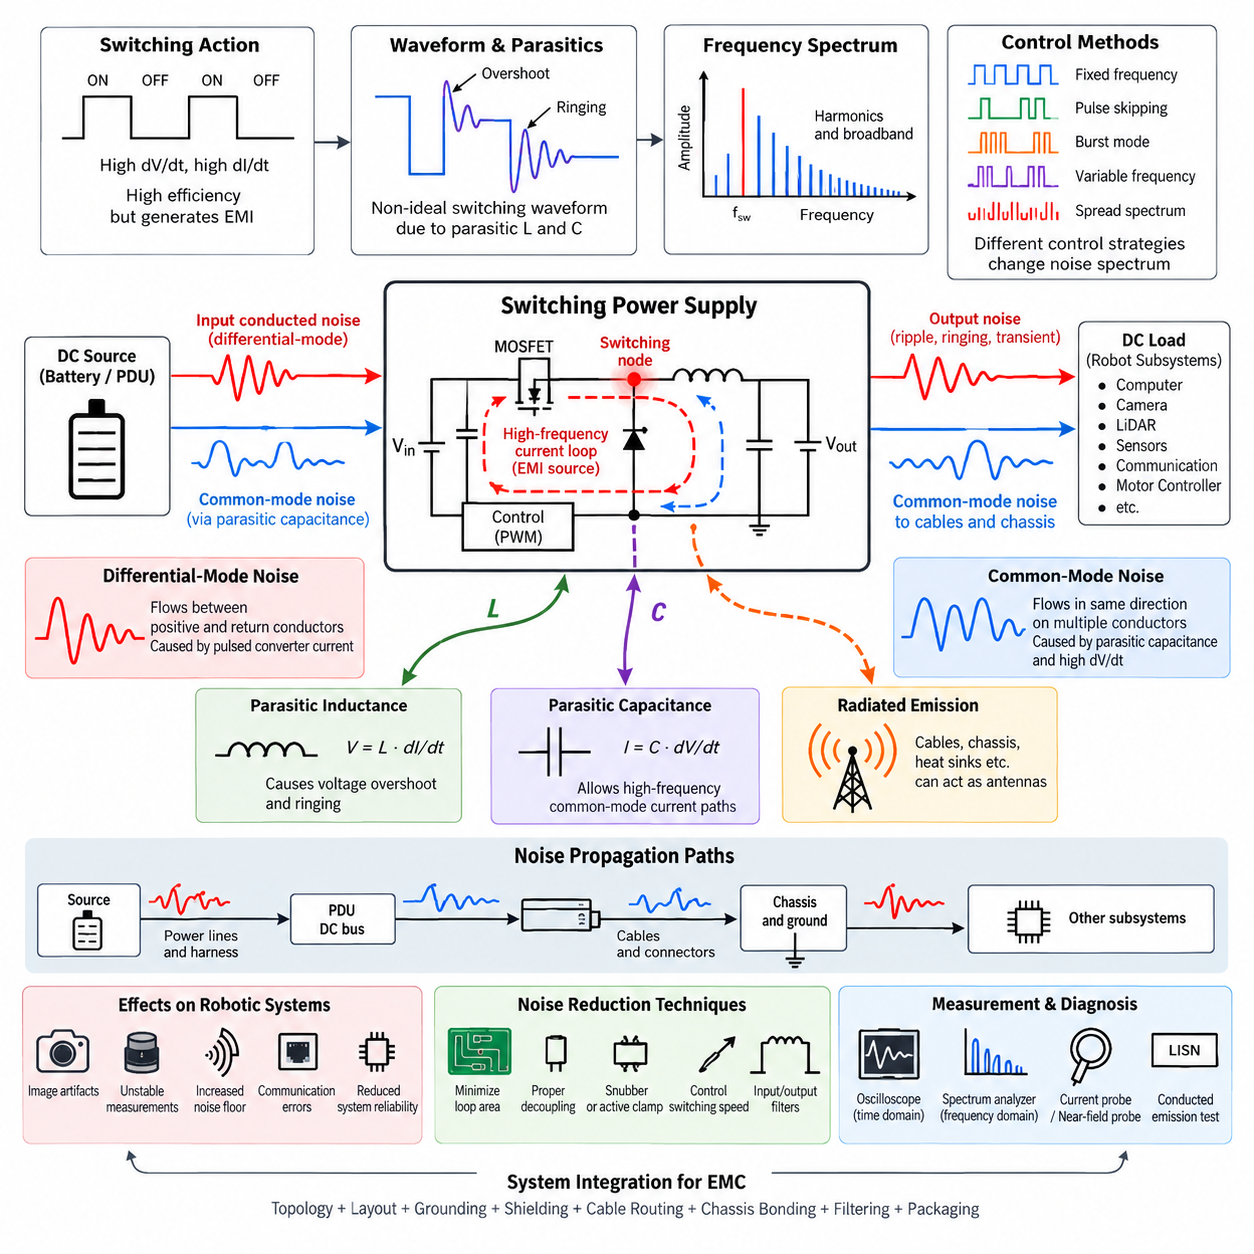 Switching Action
ON OFF ON OFF
High dV/dt, high dI/dt
High efficiency
but generates EMI
Waveform & Parasitics
Overshoot
Ringing
Non-ideal switching waveform
due to parasitic L and C
Frequency Spectrum
Amplitude
Harmonics
and broadband
fsw
Frequency
Control Methods
Fixed frequency
Pulse skipping
Burst mode
Variable frequency
Spread spectrum
Different control strategies
change noise spectrum
DC Source
(Battery / PDU)
Input conducted noise
(differential-mode)
Common-mode noise
(via parasitic capacitance)
Switching Power Supply
MOSFET
Switching
node
Vin
High-frequency
current loop
(EMI source)
Vout
Control
(PWM)
Output noise
(ripple, ringing, transient)
Common-mode noise
to cables and chassis
DC Load
(Robot Subsystems)
● Computer
● Camera
● LiDAR
● Sensors
● Communication
● Motor Controller
● etc.
Differential-Mode Noise
Flows between
positive and return conductors
Caused by pulsed converter current
L
C
Common-Mode Noise
Flows in same direction
on multiple conductors
Caused by parasitic capacitance
and high dV/dt
Parasitic Inductance
V = L · dI/dt
Causes voltage overshoot
and ringing
Parasitic Capacitance
I = C · dV/dt
Allows high-frequency
common-mode current paths
Radiated Emission
Cables, chassis,
heat sinks etc.
can act as antennas
Noise Propagation Paths
Source
Power lines
and harness
PDU
DC bus
Cables
and connectors
Chassis
and ground
Other subsystems
Effects on Robotic Systems
Image artifacts
Unstable
measurements
Increased
noise floor
Communication
errors
Reduced
system reliability
Noise Reduction Techniques
Minimize
loop area
Proper
decoupling
Snubber
or active clamp
Control
switching speed
Input/output
filters
Measurement & Diagnosis
Oscilloscope
(time domain)
Spectrum analyzer
(frequency domain)
Current probe
/ Near-field probe
LISN
Conducted
emission test
System Integration for EMC
Topology + Layout + Grounding + Shielding + Cable Routing + Chassis Bonding + Filtering + Packaging